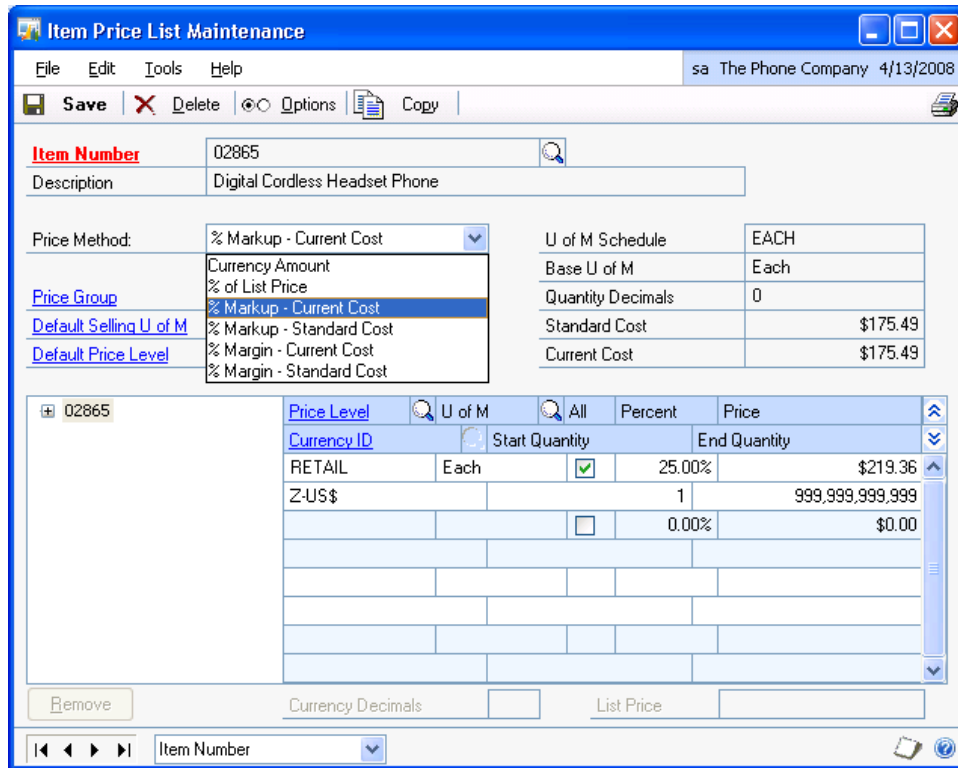 Item Price List Maintenance
File Edit Tools Help sa The Phone Company 4/13/2008
Save Delete Options Copy
Item Number 02865
Description Digital Cordless Headset Phone
Price Method: % Markup - Current Cost U of M Schedule EACH
Currency Amount Base U of M Each
% of List Price
Price Group % Markup - Current Cost Quantity Decimals 0
Default Selling U of M % Markup - Standard Cost Standard Cost $175.49
Default Price Level % Margin - Current Cost Current Cost $175.49
% Margin - Standard Cost
02865 Price Level U of M All Percent Price
Currency ID Start Quantity End Quantity
RETAIL Each 25.00% $219.36
Z-US$ 1 999,999,999,999
0.00% $0.00
Remove Currency Decimals List Price
Item Number